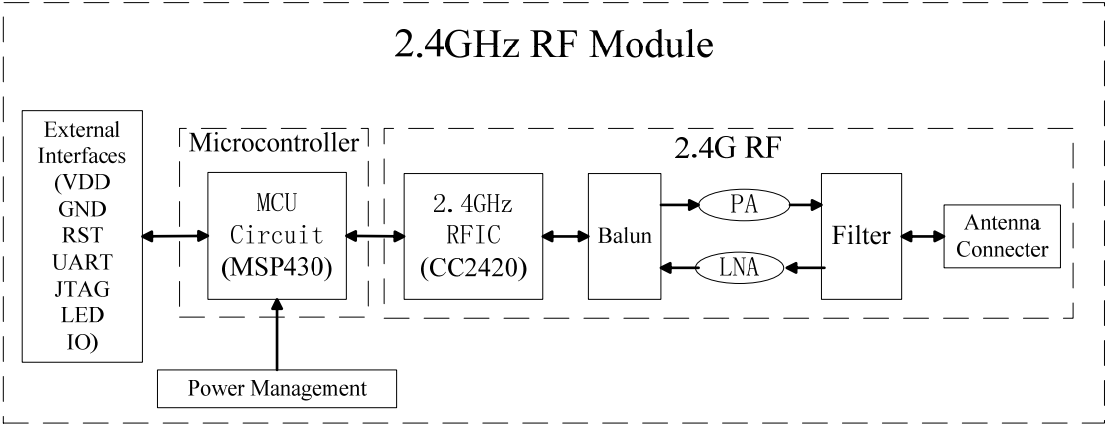 2.4GHz RF Module
External
Interfaces
(VDD
GND
RST
UART
JTAG
LED
IO)
Microcontroller
MCU
Circuit
(MSP430)
Power Management
2.4G RF
2.4GHz
RFIC
(CC2420)
Balun
PA
LNA
Filter
Antenna
Connecter